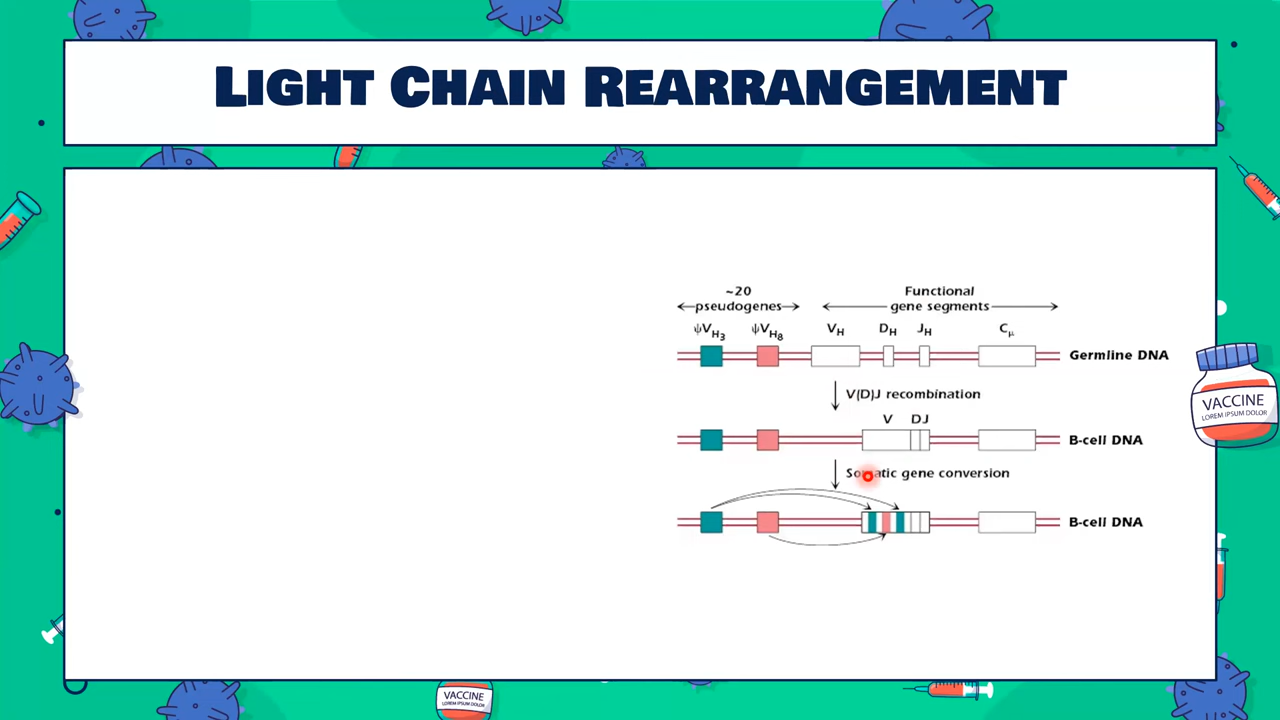 LIGHT CHAIN REARRANGEMENT
~20
pseudogenes
Functional
gene segments
ψVH3
ψVH8
VH
DH
JH
Cμ
Germline DNA
V(D)J recombination
V
DJ
B-cell DNA
Somatic gene conversion
B-cell DNA
VACCINE
LOREM IPSUM DOLOR
VACCINE
LOREM IPSUM DOLOR